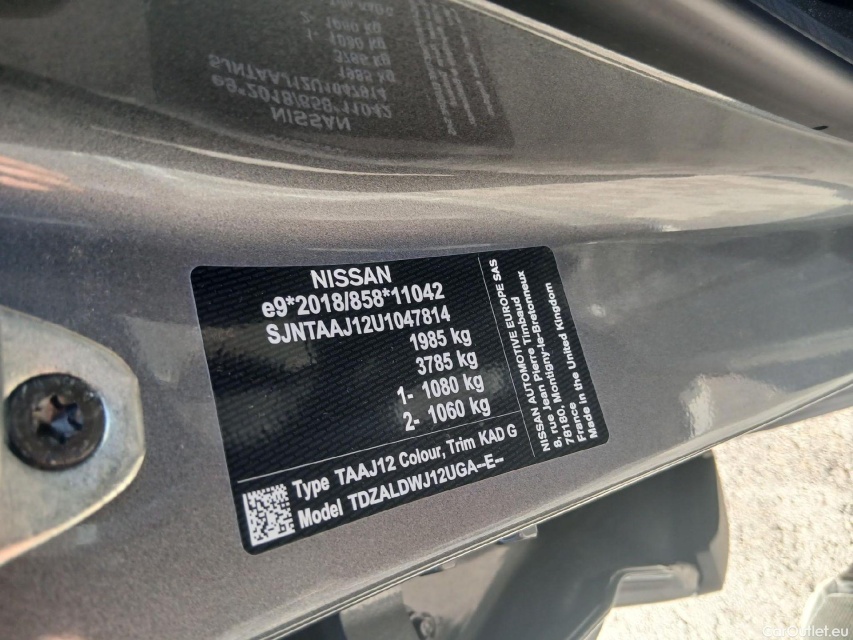 NISSAN
e9*2018/858*11042
SJNTAAJ12U1047814
1985 kg
3785 kg
1- 1080 kg
2- 1060 kg
Type TAAJ12 Colour, Trim KAD G
Model TDZALDWJ12UGA--E--
NISSAN AUTOMOTIVE EUROPE SAS
8, rue Jean Pierre Timbaud
78180, Montigny-le-Bretonneux
France
Made in the United Kingdom